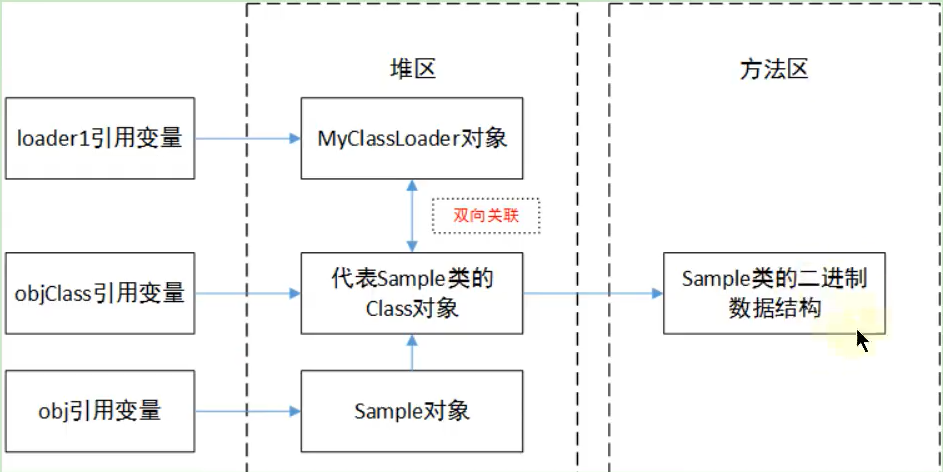 堆区
方法区
loader1引用变量
MyClassLoader对象
双向关联
objClass引用变量
代表Sample类的
Class对象
Sample类的二进制
数据结构
obj引用变量
Sample对象